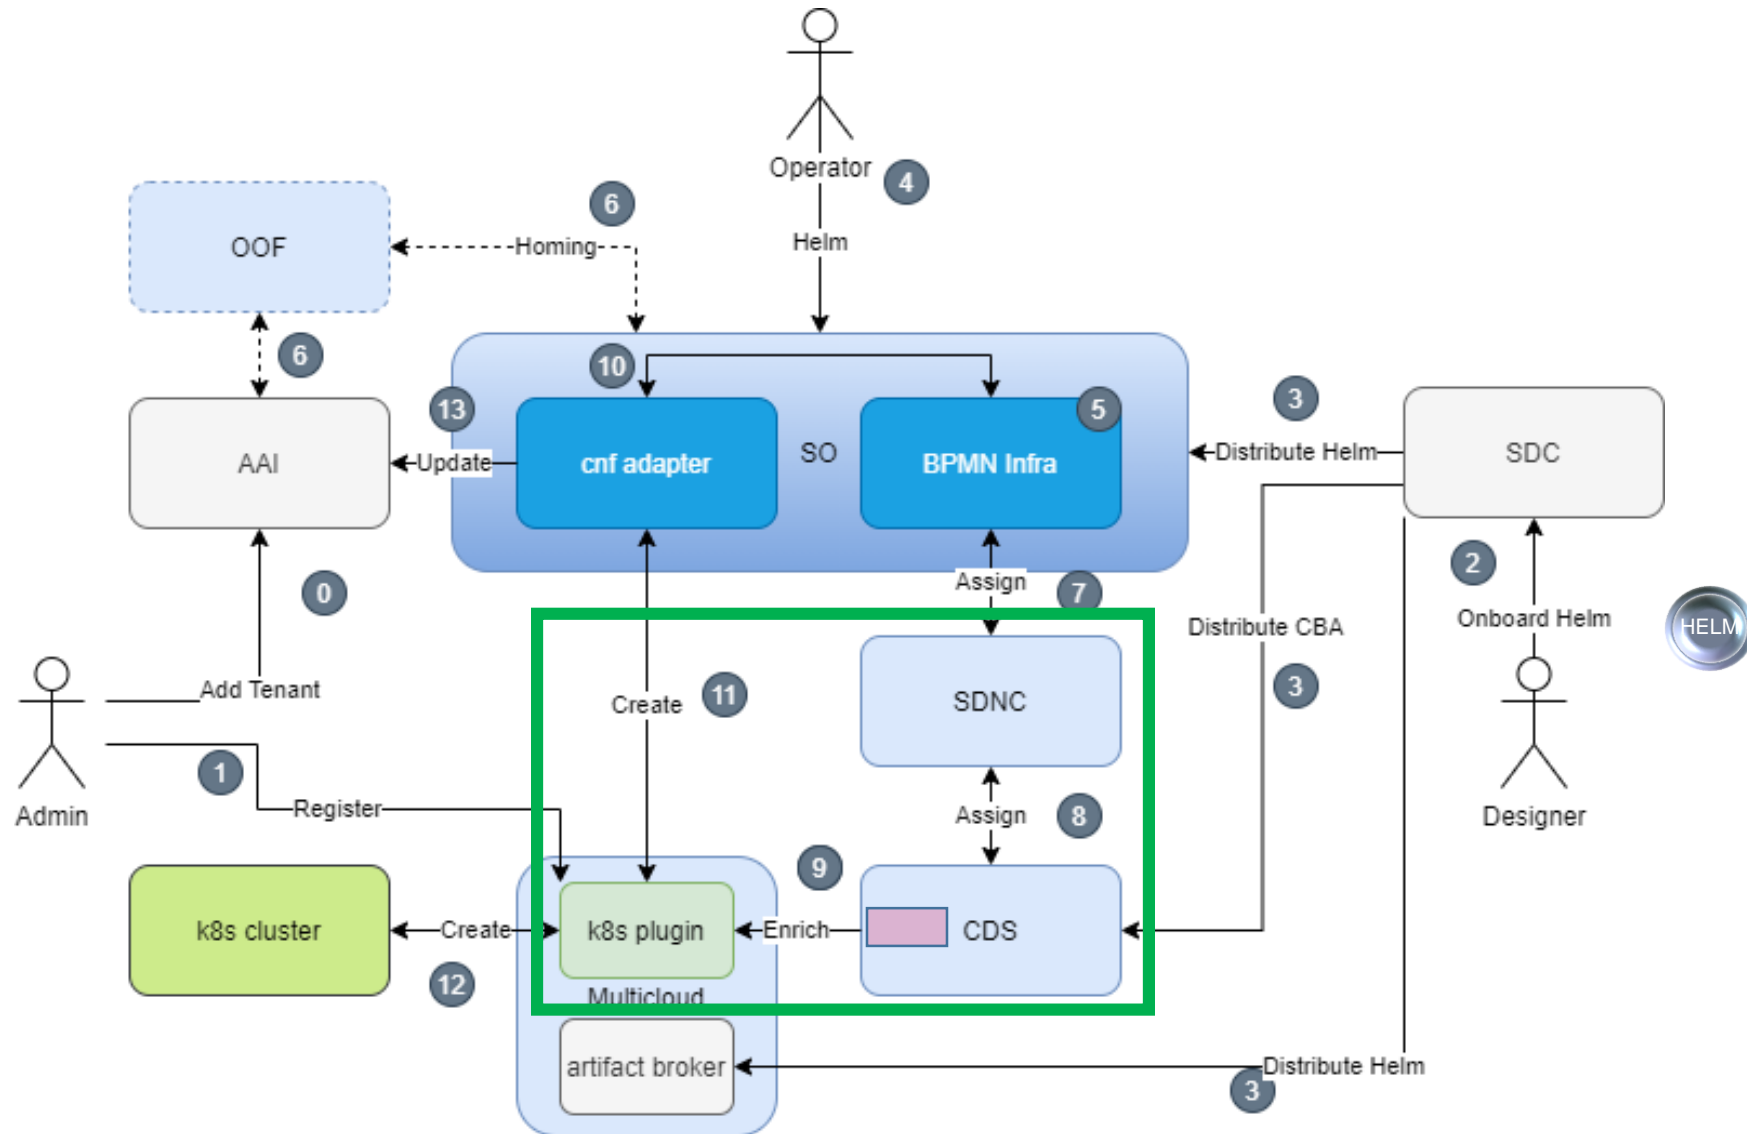 Operator
4
Helm
OOF
6
Homing
6
10
13
cnf adapter
SO
5
BPMN Infra
3
Distribute Helm
SDC
AAI
Update
0
Assign
7
2
Onboard Helm
HELM
Distribute CBA
3
Add Tenant
Create
11
SDNC
Admin
1
Register
Assign
8
Designer
9
k8s cluster
Create
12
k8s plugin
Enrich
CDS
Multicloud
artifact broker
Distribute Helm
3